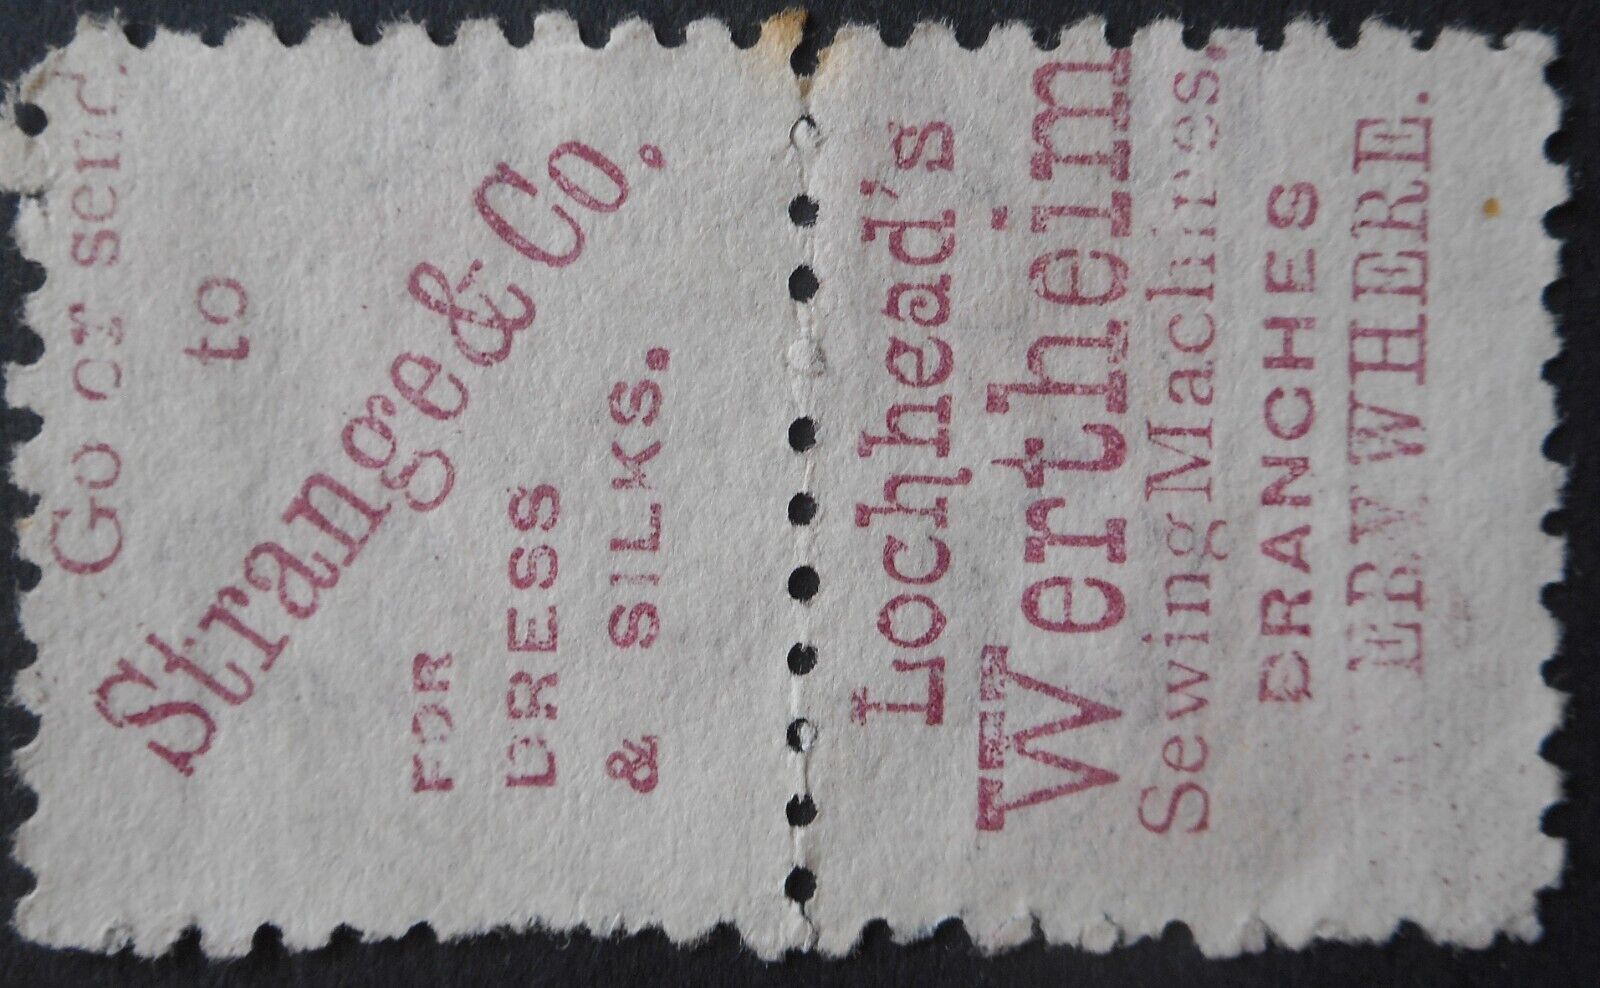 Go or send
to
Strange & Co.
FOR
DRESS
& SILKS.
Lochhead's
Wertheim
Sewing Machines.
BRANCHES
EVERYWHERE.